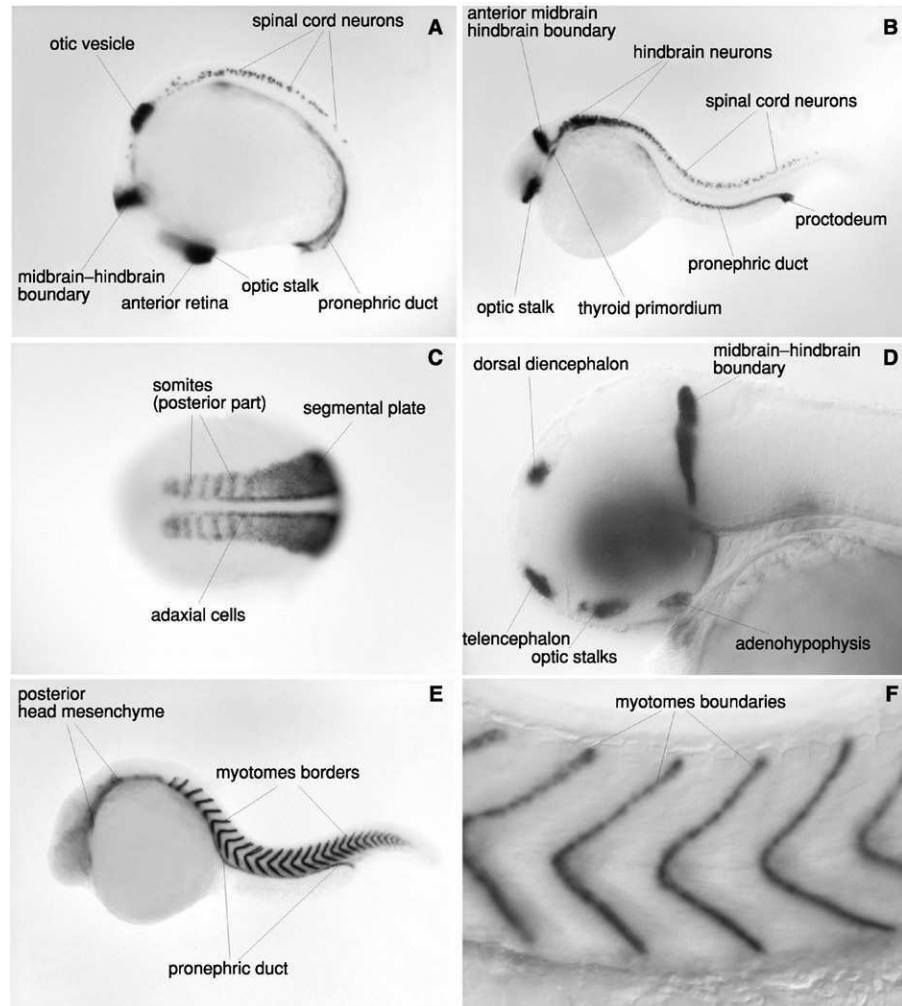 A
spinal cord neurons
otic vesicle
midbrain–hindbrain
boundary
anterior retina
optic stalk
pronephric duct
B
anterior midbrain
hindbrain boundary
hindbrain neurons
spinal cord neurons
proctodeum
pronephric duct
optic stalk
thyroid primordium
C
somites
(posterior part)
segmental plate
adaxial cells
D
midbrain–hindbrain
boundary
dorsal diencephalon
telencephalon
optic stalks
adenohypophysis
E
posterior
head mesenchyme
myotomes borders
pronephric duct
F
myotomes boundaries